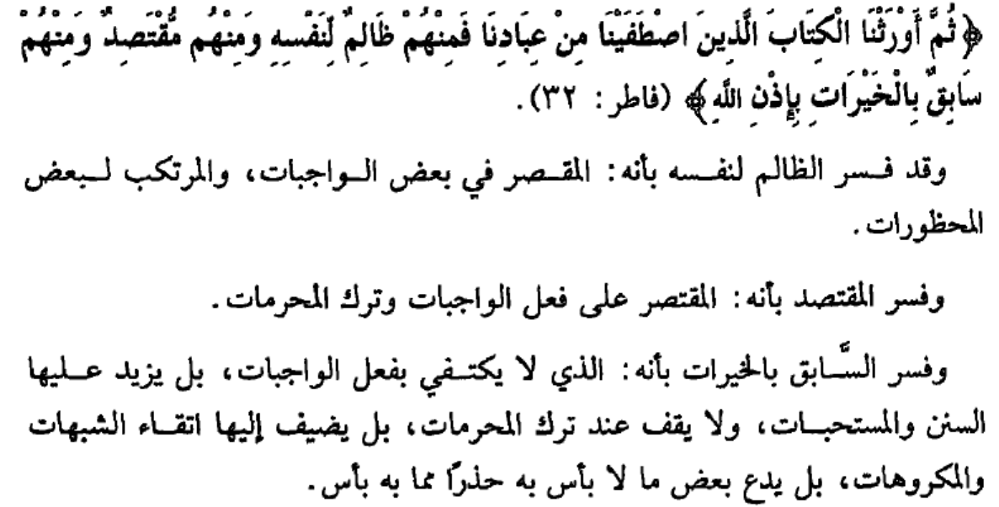 ﴿ثُمَّ أَوْرَثْنَا الْكِتَابَ الَّذِينَ اصْطَفَيْنَا مِنْ عِبَادِنَا فَمِنْهُمْ ظَالِمٌ لِّنَفْسِهِ وَمِنْهُم مُّقْتَصِدٌ وَمِنْهُمْ
سَابِقٌ بِالْخَيْرَاتِ بِإِذْنِ اللَّهِ﴾ (فاطر: ٣٢).
وقد فسر الظالم لنفسه بأنه: المقصر في بعض الواجبات، والمرتكب لبعض
المحظورات.
وفسر المقتصد بأنه: المقتصر على فعل الواجبات وترك المحرمات.
وفسر السَّابق بالخيرات بأنه: الذي لا يكتفي بفعل الواجبات، بل يزيد عليها
السنن والمستحبات، ولا يقف عند ترك المحرمات، بل يضيف إليها اتقاء الشبهات
والمكروهات، بل يدع بعض ما لا بأس به حذرًا مما به بأس.